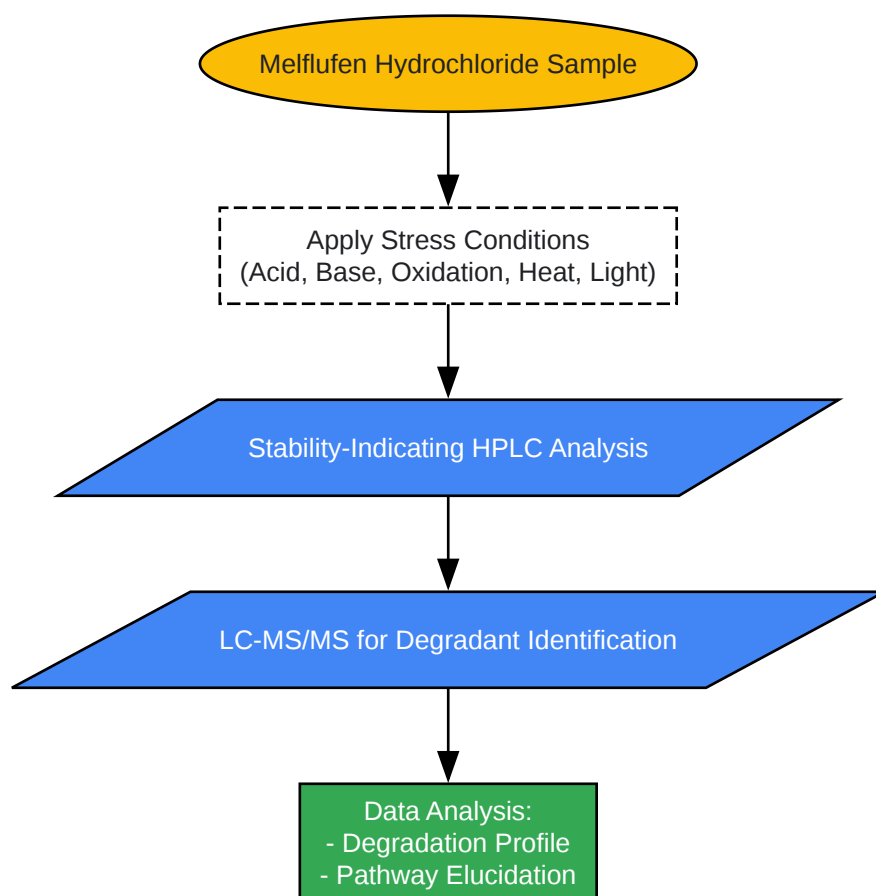 Melflufen Hydrochloride Sample
Apply Stress Conditions
(Acid, Base, Oxidation, Heat, Light)
Stability-Indicating HPLC Analysis
LC-MS/MS for Degradant Identification
Data Analysis:
- Degradation Profile
- Pathway Elucidation